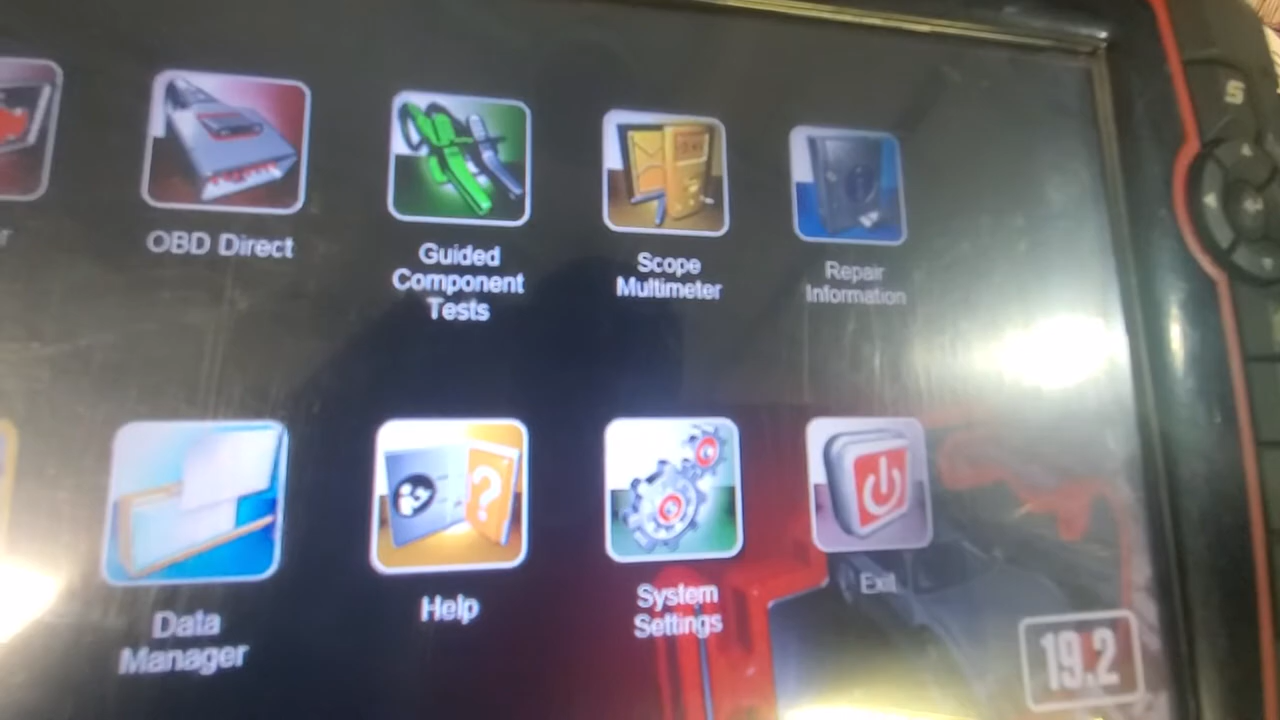 OBD Direct
Guided
Component
Tests
Scope
Multimeter
Repair
Information
Data
Manager
Help
System
Settings
Exit
19.2
S